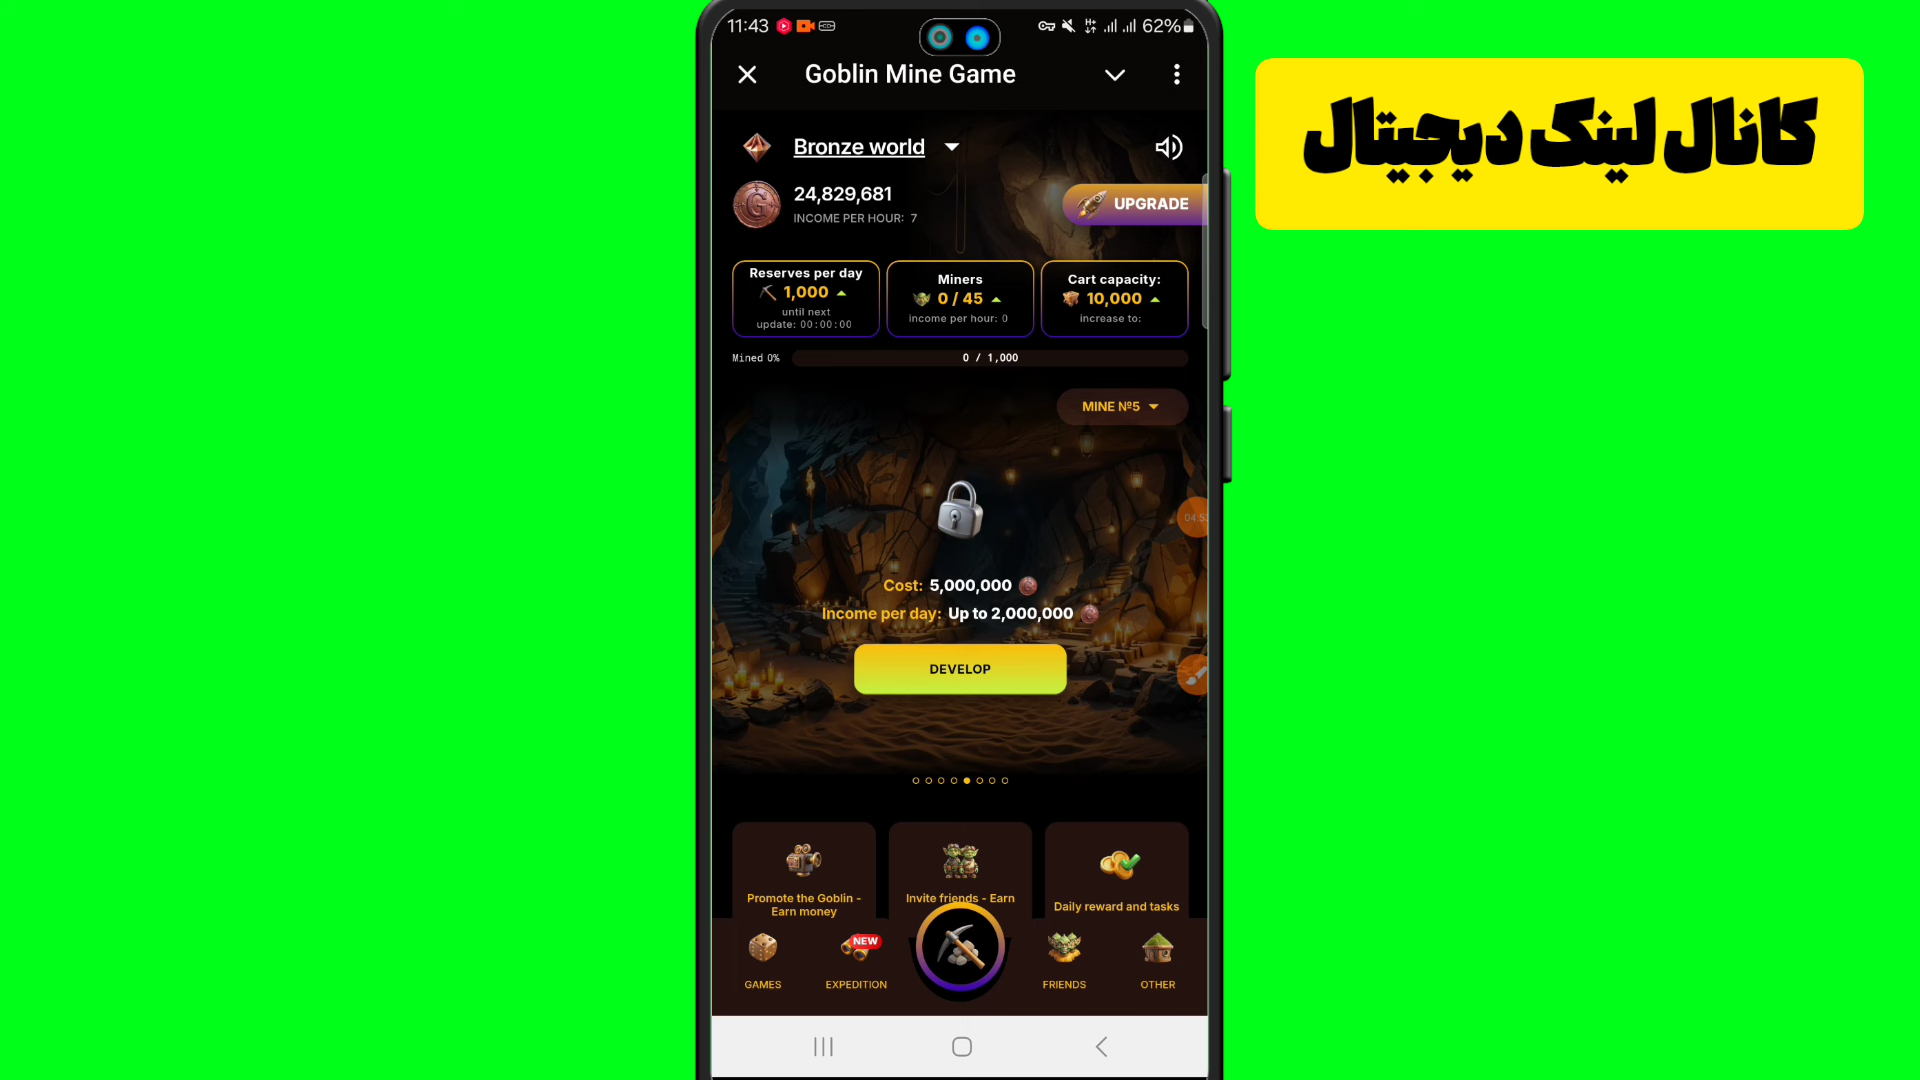 11:43
62%
Goblin Mine Game
کانال لینک دیجیتال
Bronze world
24,829,681
INCOME PER HOUR: 7
UPGRADE
Reserves per day
1,000
until next
update: 00:00:00
Miners
0 / 45
income per hour: 0
Cart capacity:
10,000
increase to:
Mined 0%
0 / 1,000
MINE №5
Cost: 5,000,000
Income per day: Up to 2,000,000
DEVELOP
Promote the Goblin -
Earn money
Invite friends - Earn
Daily reward and tasks
NEW
GAMES
EXPEDITION
FRIENDS
OTHER